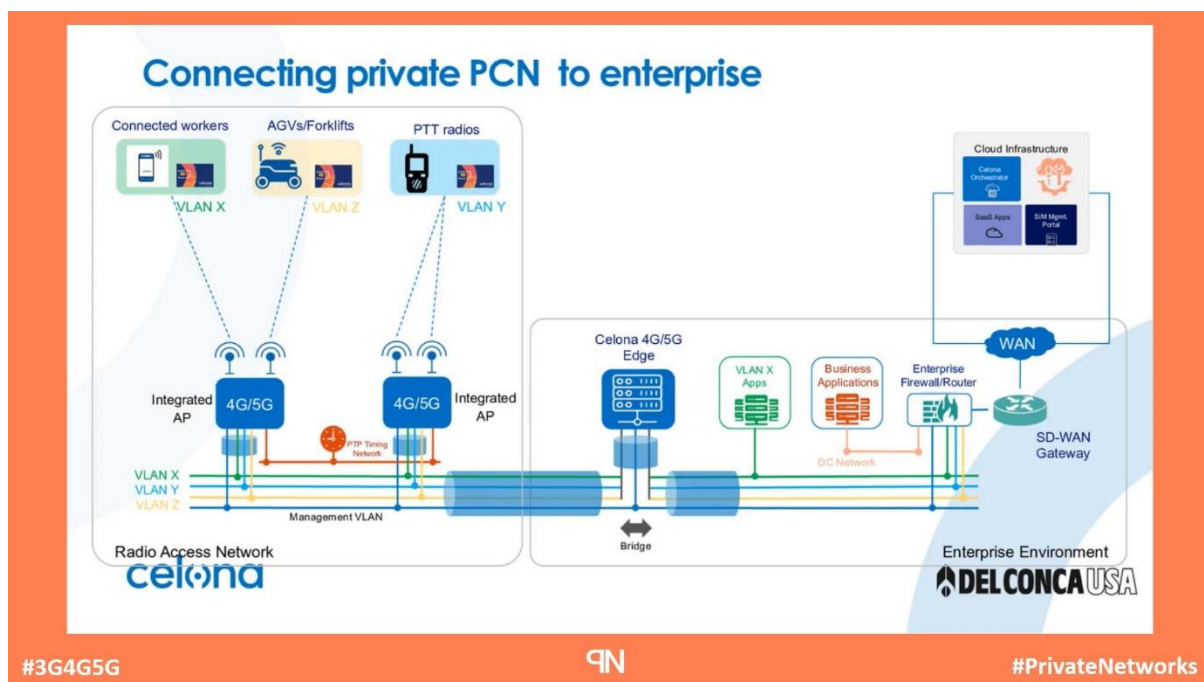 Connecting private PCN to enterprise
Connected workers
AGVs/Forklifts
PTT radios
VLAN X
VLAN Z
VLAN Y
Cloud Infrastructure
Celona
Orchestrator
SaaS Apps
SIM Mgmt.
Portal
WAN
Integrated
AP
4G/5G
4G/5G
Integrated
AP
PTP Timing
Network
Celona 4G/5G
Edge
VLAN X
Apps
Business
Applications
Enterprise
Firewall/Router
SD-WAN
Gateway
DC Network
VLAN X
VLAN Y
VLAN Z
Management VLAN
Bridge
Radio Access Network
celona
Enterprise Environment
DEL CONCA USA
#3G4G5G
PN
#PrivateNetworks